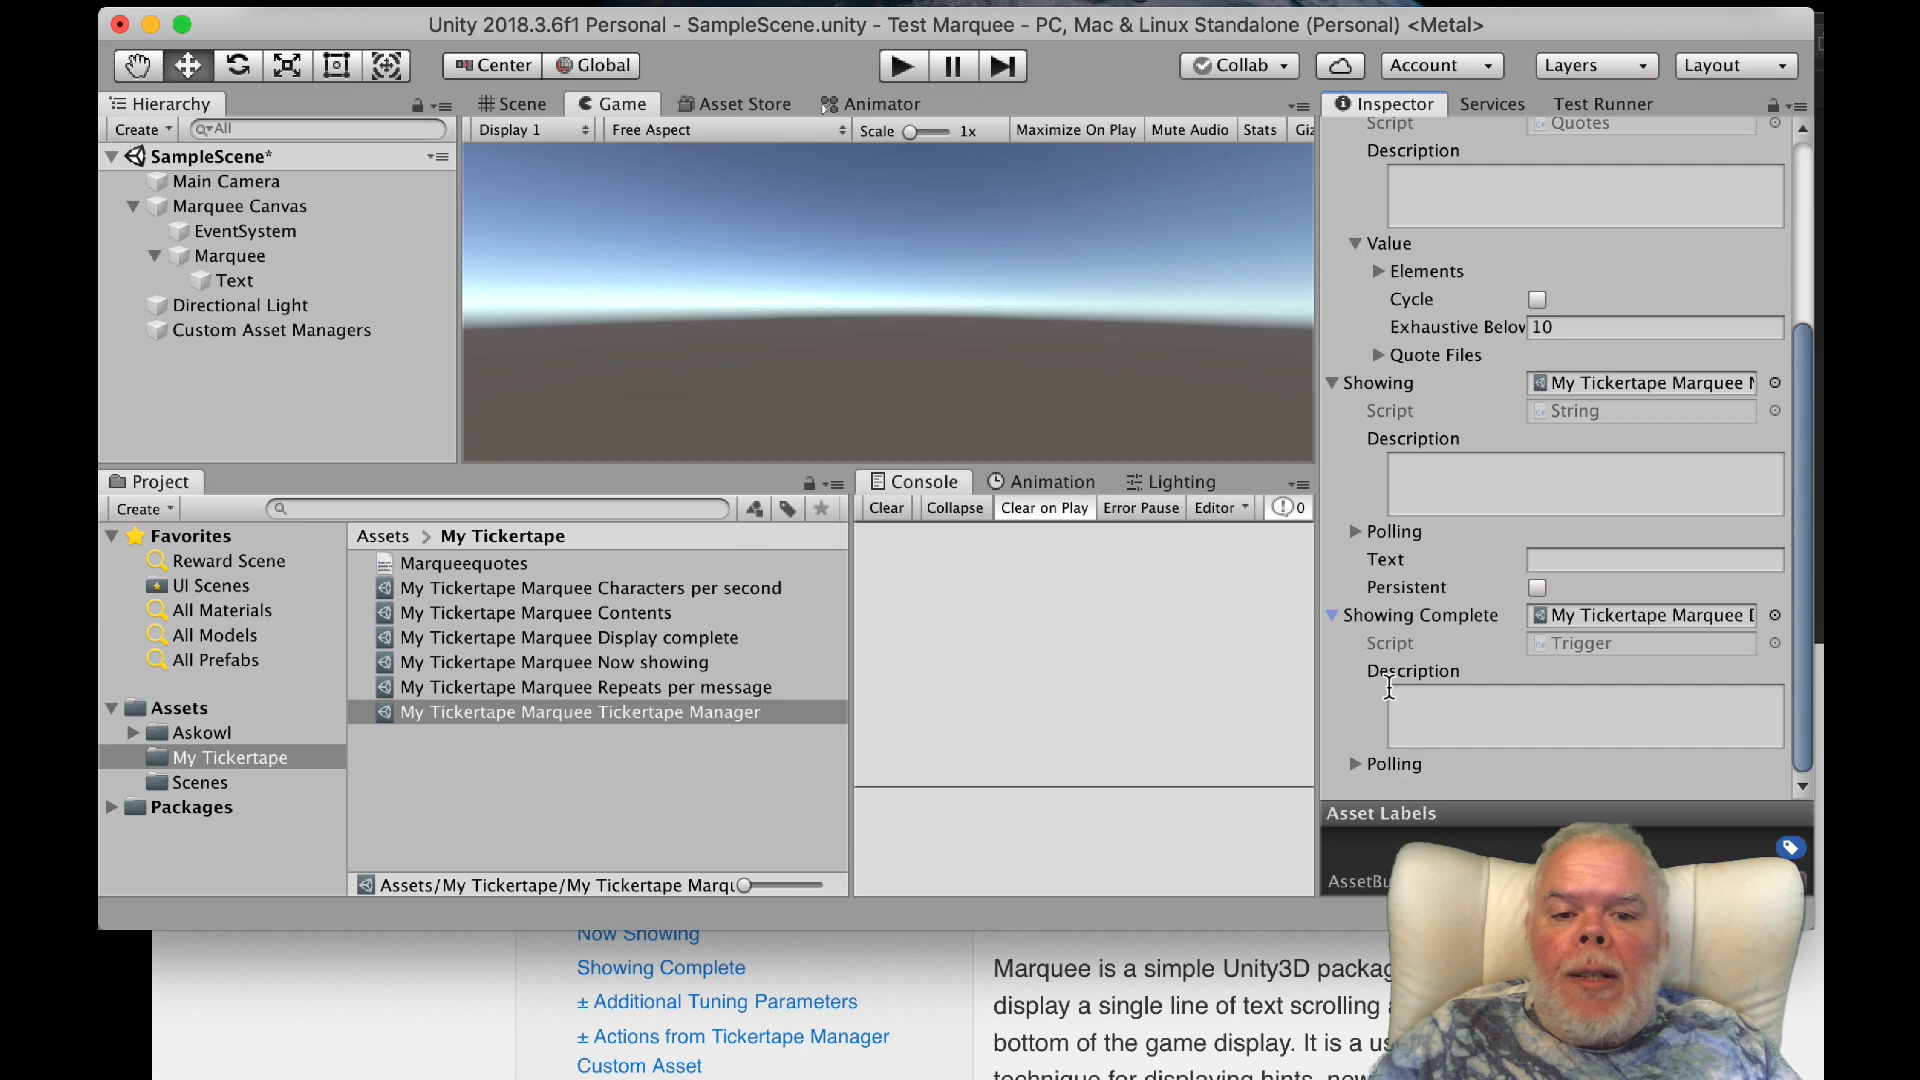 Unity 2018.3.6f1 Personal - SampleScene.unity - Test Marquee - PC, Mac & Linux Standalone (Personal) <Metal>
Center Global Collab Account Layers Layout
Hierarchy
Create All
SampleScene*
Main Camera
Marquee Canvas
EventSystem
Marquee
Text
Directional Light
Custom Asset Managers
Scene Game Asset Store Animator
Display 1 Free Aspect Scale 1x Maximize On Play Mute Audio Stats Giz
Inspector Services Test Runner
Script Quotes
Description
Value
Elements
Cycle
Exhaustive Below 10
Quote Files
Showing My Tickertape Marquee N
Script String
Description
Polling
Text
Persistent
Showing Complete My Tickertape Marquee D
Script Trigger
Description
Polling
Asset Labels
AssetBu
Project
Create
Favorites
Reward Scene
UI Scenes
All Materials
All Models
All Prefabs
Assets
Askowl
My Tickertape
Scenes
Packages
Assets > My Tickertape
Marqueequotes
My Tickertape Marquee Characters per second
My Tickertape Marquee Contents
My Tickertape Marquee Display complete
My Tickertape Marquee Now showing
My Tickertape Marquee Repeats per message
My Tickertape Marquee Tickertape Manager
Assets/My Tickertape/My Tickertape Marqu
Console Animation Lighting
Clear Collapse Clear on Play Error Pause Editor 0
Now Showing
Showing Complete
± Additional Tuning Parameters
± Actions from Tickertape Manager
Custom Asset
Marquee is a simple Unity3D packag
display a single line of text scrolling
bottom of the game display. It is a us
technique for displaying hints, new